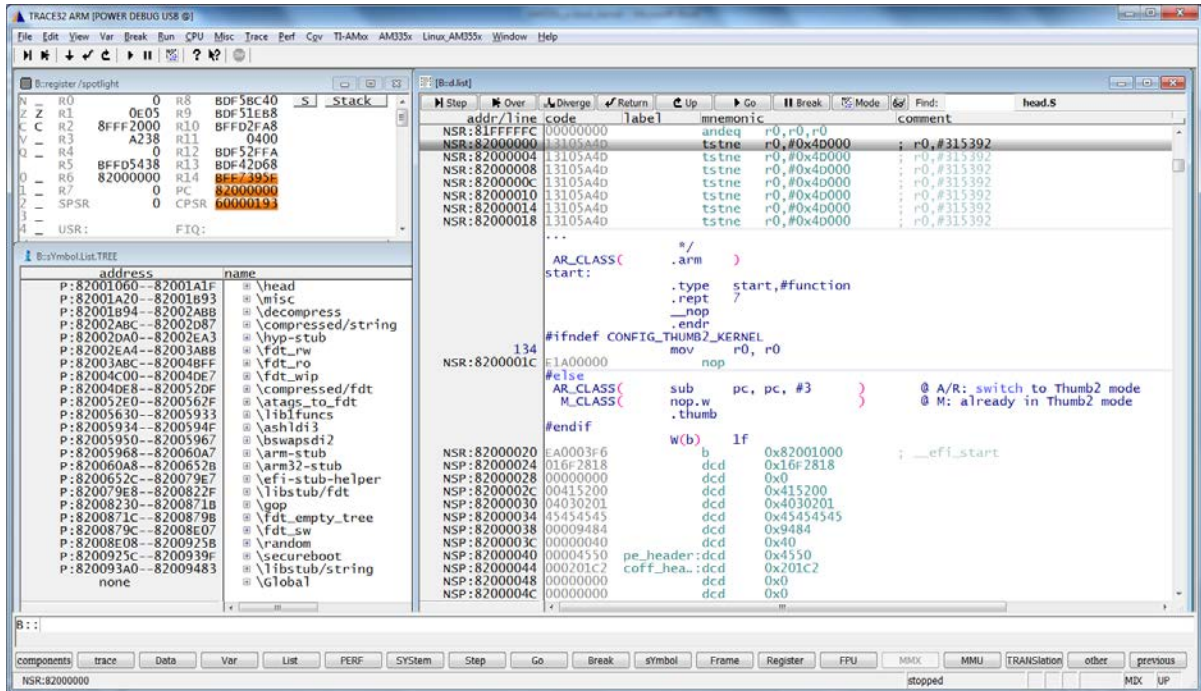 TRACE32 ARM [POWER DEBUG USB @]
File Edit View Var Break Run CPU Misc Trace Perf Cov TI-AMxx AM335x Linux_AM355x Window Help
B::register /spotlight
N _ R0 0 R8 BDF5BC40 S Stack
Z Z R1 0E05 R9 BDF51EB8
C C R2 8FFF2000 R10 BFFD2FA8
V _ R3 A238 R11 0400
Q _ R4 0 R12 BDF52FFA
R5 BFFD5438 R13 BDF42D68
0 _ R6 82000000 R14 BFF7395F
1 _ R7 0 PC 82000000
2 _ SPSR 0 CPSR 60000193
3 _
4 _ USR: FIQ:
B::sYmbol.List.TREE
address name
P:82001060--82001A1F \head
P:82001A20--82001B93 \misc
P:82001B94--82002ABB \decompress
P:82002ABC--82002D87 \compressed/string
P:82002DA0--82002EA3 \hyp-stub
P:82002EA4--82003ABB \fdt_rw
P:82003ABC--82004BFF \fdt_ro
P:82004C00--82004DE7 \fdt_wip
P:82004DE8--820052DF \compressed/fdt
P:820052E0--8200562F \atags_to_fdt
P:82005630--82005933 \lib1funcs
P:82005934--8200594F \ashldi3
P:82005950--82005967 \bswapsdi2
P:82005968--820060A7 \arm-stub
P:820060A8--8200652B \arm32-stub
P:8200652C--820079E7 \efi-stub-helper
P:820079E8--8200822F \libstub/fdt
P:82008230--8200871B \gop
P:8200871C--8200879B \fdt_empty_tree
P:8200879C--82008E07 \fdt_sw
P:82008E08--8200925B \random
P:8200925C--8200939F \secureboot
P:820093A0--82009483 \libstub/string
none \Global
[B::d.list]
Step Over Diverge Return Up Go Break Mode Find: head.S
addr/line code label mnemonic comment
NSR:81FFFFFC 00000000 andeq r0,r0,r0
NSR:82000000 13105A4D tstne r0,#0x4D000 ; r0,#315392
NSR:82000004 13105A4D tstne r0,#0x4D000 ; r0,#315392
NSR:82000008 13105A4D tstne r0,#0x4D000 ; r0,#315392
NSR:8200000C 13105A4D tstne r0,#0x4D000 ; r0,#315392
NSR:82000010 13105A4D tstne r0,#0x4D000 ; r0,#315392
NSR:82000014 13105A4D tstne r0,#0x4D000 ; r0,#315392
NSR:82000018 13105A4D tstne r0,#0x4D000 ; r0,#315392
...
*/
AR_CLASS( .arm )
start:
.type start,#function
.rept 7
__nop
.endr
#ifndef CONFIG_THUMB2_KERNEL
134 mov r0, r0
NSR:8200001C E1A00000 nop
#else
AR_CLASS( sub pc, pc, #3 ) @ A/R: switch to Thumb2 mode
M_CLASS( nop.w ) @ M: already in Thumb2 mode
.thumb
#endif
W(b) 1f
NSR:82000020 EA0003F6 b 0x82001000 ; __efi_start
NSP:82000024 016F2818 dcd 0x16F2818
NSP:82000028 00000000 dcd 0x0
NSP:8200002C 00415200 dcd 0x415200
NSP:82000030 04030201 dcd 0x4030201
NSP:82000034 45454545 dcd 0x45454545
NSP:82000038 00009484 dcd 0x9484
NSP:8200003C 00000040 dcd 0x40
NSP:82000040 00004550 pe_header:dcd 0x4550
NSP:82000044 000201C2 coff_hea..:dcd 0x201C2
NSP:82000048 00000000 dcd 0x0
NSP:8200004C 00000000 dcd 0x0
B::
components trace Data Var List PERF SYStem Step Go Break sYmbol Frame Register FPU MMX MMU TRANSlation other previous
NSR:82000000 stopped MIX UP